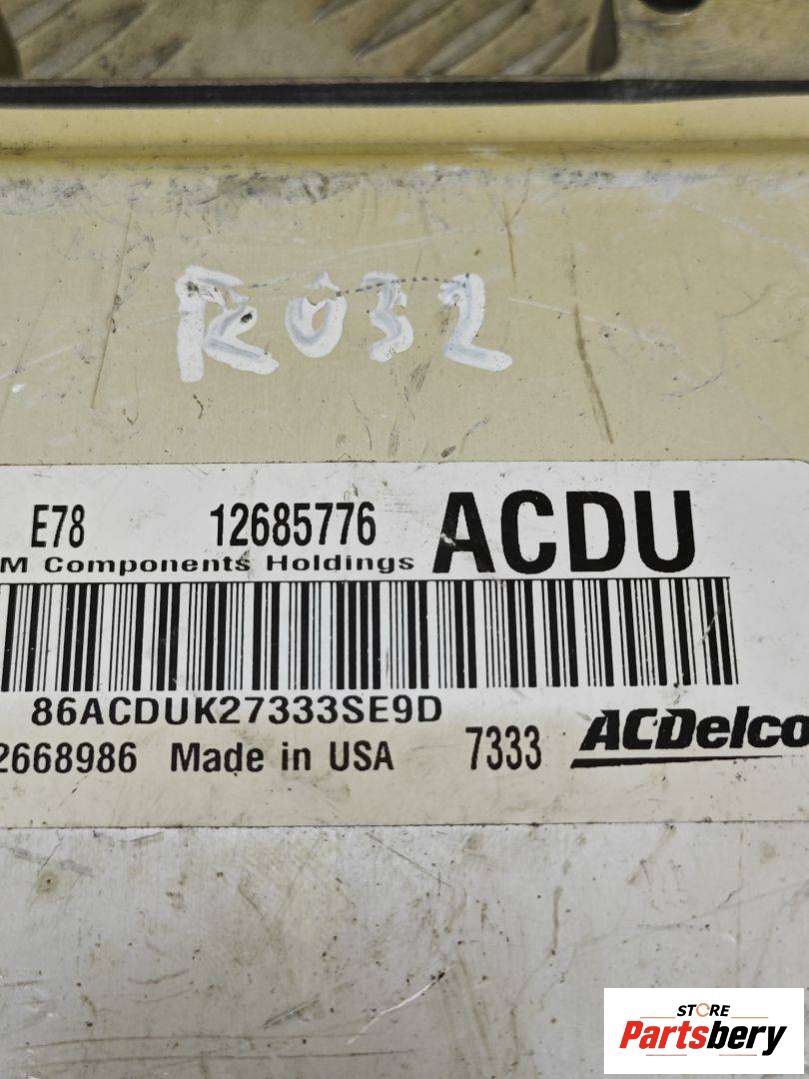 R032
E78 12685776 ACDU
M Components Holdings
86ACDUK27333SE9D
2668986 Made in USA 7333 ACDelco
STORE
Partsbery